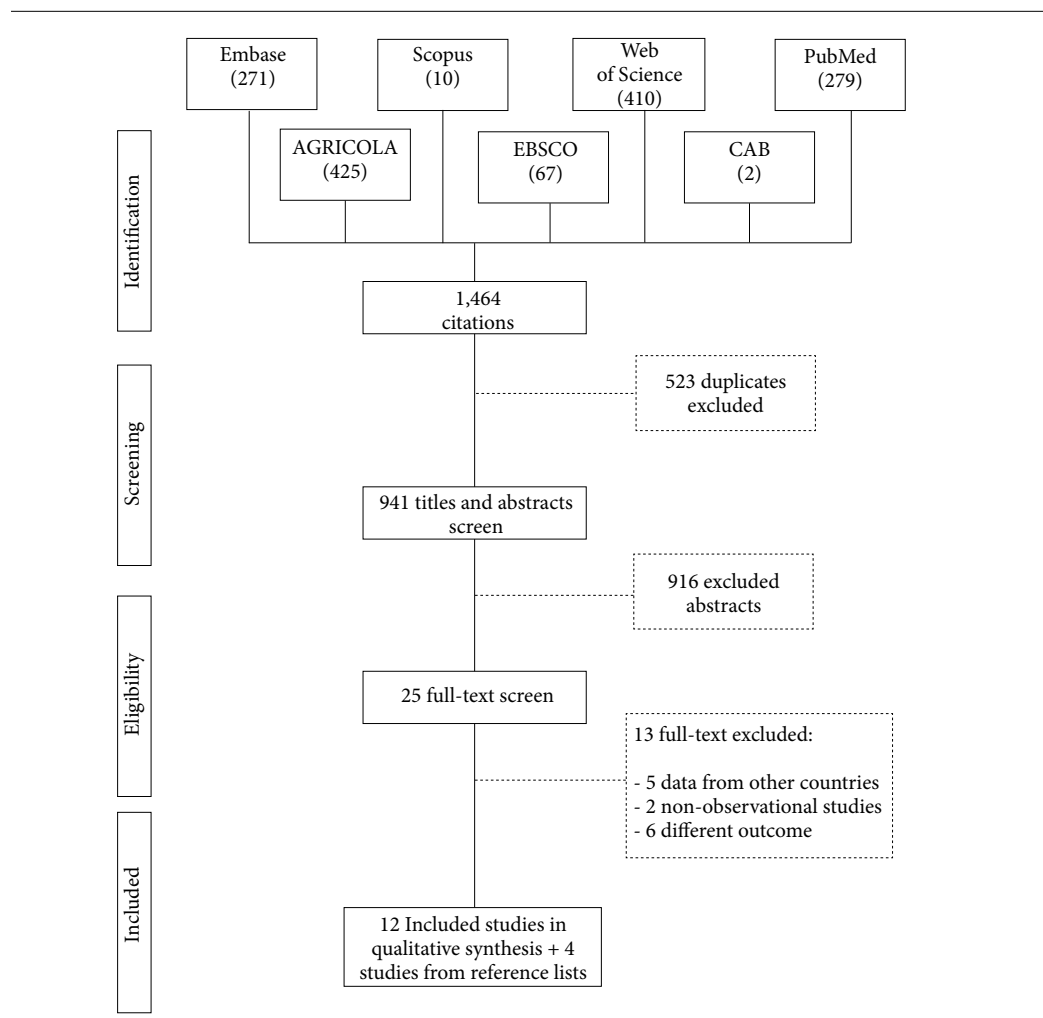 Embase
(271)
Scopus
(10)
Web
of Science
(410)
PubMed
(279)
AGRICOLA
(425)
EBSCO
(67)
CAB
(2)
Identification
1,464
citations
523 duplicates
excluded
Screening
941 titles and abstracts
screen
916 excluded
abstracts
Eligibility
25 full-text screen
13 full-text excluded:
- 5 data from other countries
- 2 non-observational studies
- 6 different outcome
Included
12 Included studies in
qualitative synthesis + 4
studies from reference lists